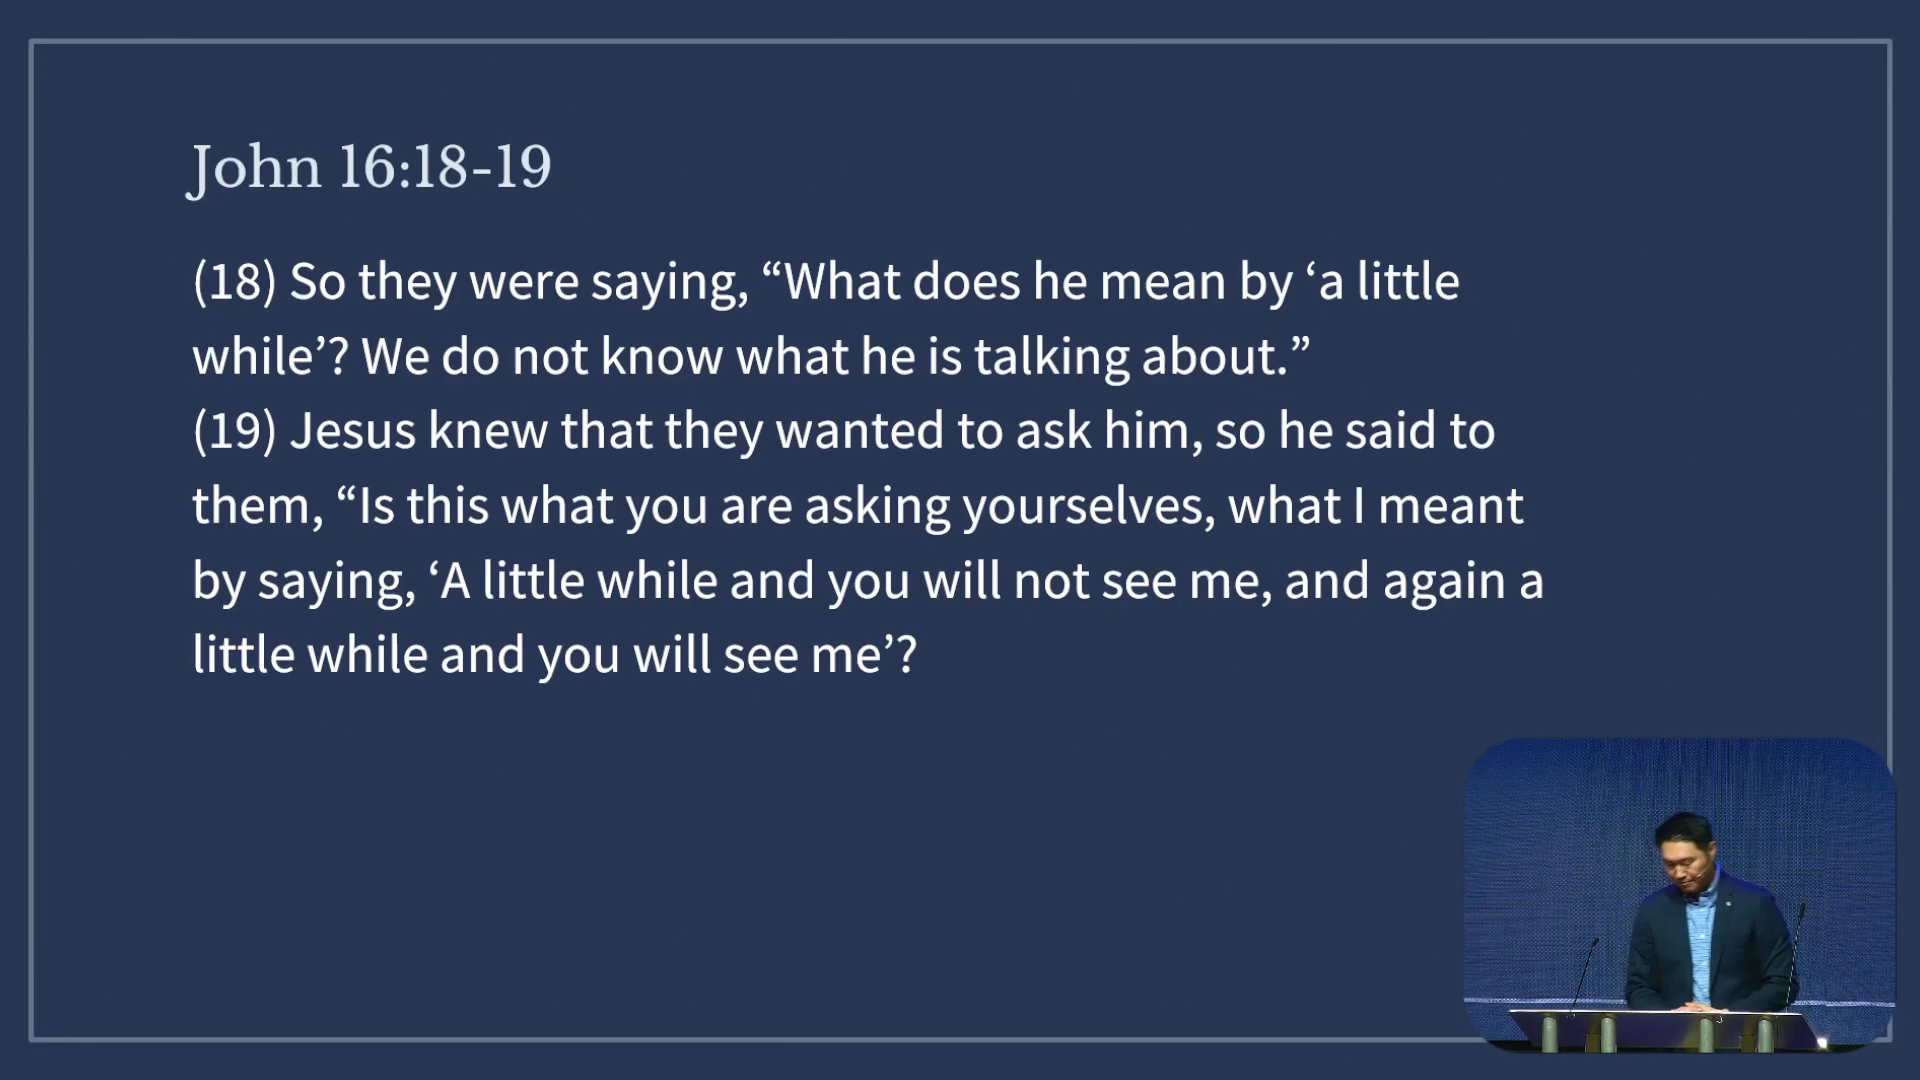 John 16:18-19
(18) So they were saying, “What does he mean by ‘a little
while’? We do not know what he is talking about.”
(19) Jesus knew that they wanted to ask him, so he said to
them, “Is this what you are asking yourselves, what I meant
by saying, ‘A little while and you will not see me, and again a
little while and you will see me’?